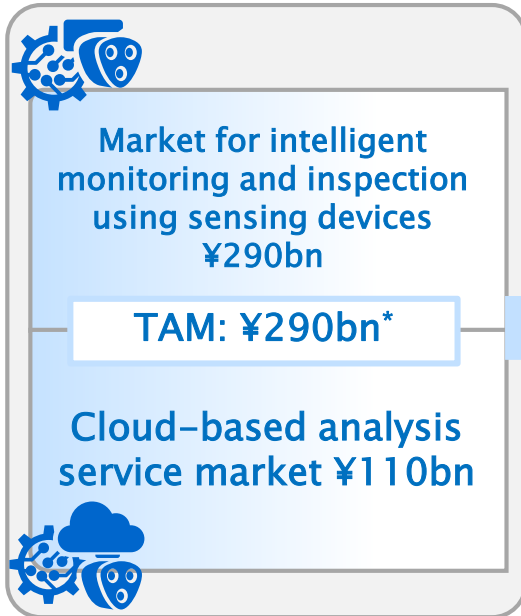 Market for intelligent
monitoring and inspection
using sensing devices
¥290bn
TAM: ¥290bn*
Cloud-based analysis
service market ¥110bn